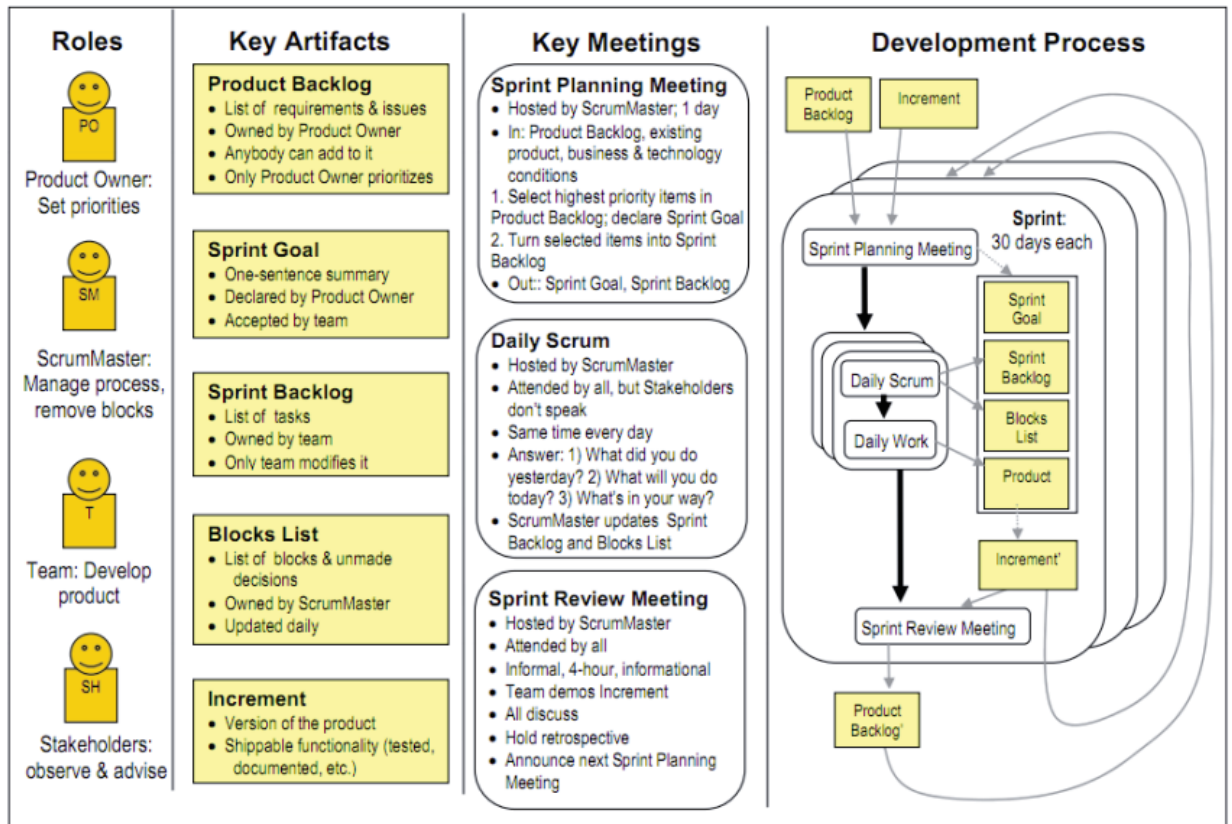 Roles
PO
Product Owner:
Set priorities
SM
ScrumMaster:
Manage process,
remove blocks
T
Team: Develop
product
SH
Stakeholders:
observe & advise
Key Artifacts
Product Backlog
• List of requirements & issues
• Owned by Product Owner
• Anybody can add to it
• Only Product Owner prioritizes
Sprint Goal
• One-sentence summary
• Declared by Product Owner
• Accepted by team
Sprint Backlog
• List of tasks
• Owned by team
• Only team modifies it
Blocks List
• List of blocks & unmade
decisions
• Owned by ScrumMaster
• Updated daily
Increment
• Version of the product
• Shippable functionality (tested,
documented, etc.)
Key Meetings
Sprint Planning Meeting
• Hosted by ScrumMaster; 1 day
• In: Product Backlog, existing
product, business & technology
conditions
1. Select highest priority items in
Product Backlog; declare Sprint Goal
2. Turn selected items into Sprint
Backlog
• Out:: Sprint Goal, Sprint Backlog
Daily Scrum
• Hosted by ScrumMaster
• Attended by all, but Stakeholders
don't speak
• Same time every day
• Answer: 1) What did you do
yesterday? 2) What will you do
today? 3) What's in your way?
• ScrumMaster updates Sprint
Backlog and Blocks List
Sprint Review Meeting
• Hosted by ScrumMaster
• Attended by all
• Informal, 4-hour, informational
• Team demos Increment
• All discuss
• Hold retrospective
• Announce next Sprint Planning
Meeting
Development Process
Product
Backlog
Increment
Sprint:
30 days each
Sprint Planning Meeting
Sprint
Goal
Sprint
Backlog
Blocks
List
Product
Daily Scrum
Daily Work
Increment'
Sprint Review Meeting
Product
Backlog'